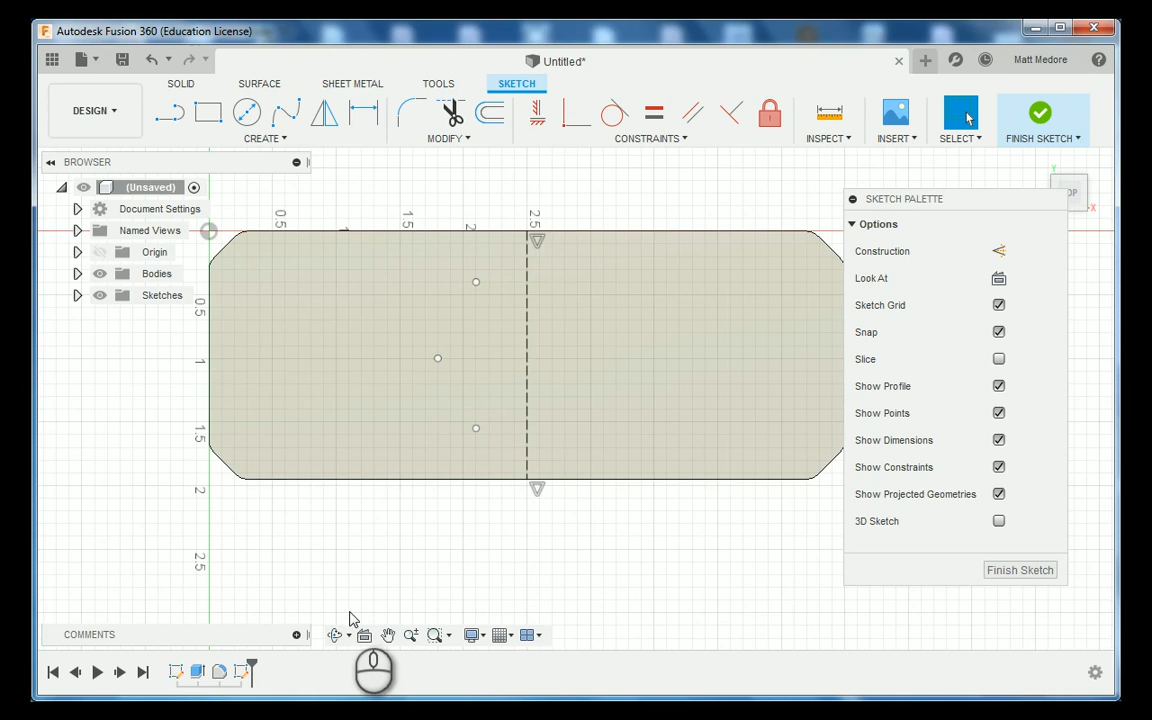 Autodesk Fusion 360 (Education License)
Untitled*
Matt Medore
SOLID
SURFACE
SHEET METAL
TOOLS
SKETCH
DESIGN
CREATE
MODIFY
CONSTRAINTS
INSPECT
INSERT
SELECT
FINISH SKETCH
BROWSER
(Unsaved)
Document Settings
Named Views
Origin
Bodies
Sketches
0.5
1
1.5
2
2.5
0.5
1
1.5
2
2.5
TOP
Y
X
SKETCH PALETTE
Options
Construction
Look At
Sketch Grid
Snap
Slice
Show Profile
Show Points
Show Dimensions
Show Constraints
Show Projected Geometries
3D Sketch
Finish Sketch
COMMENTS